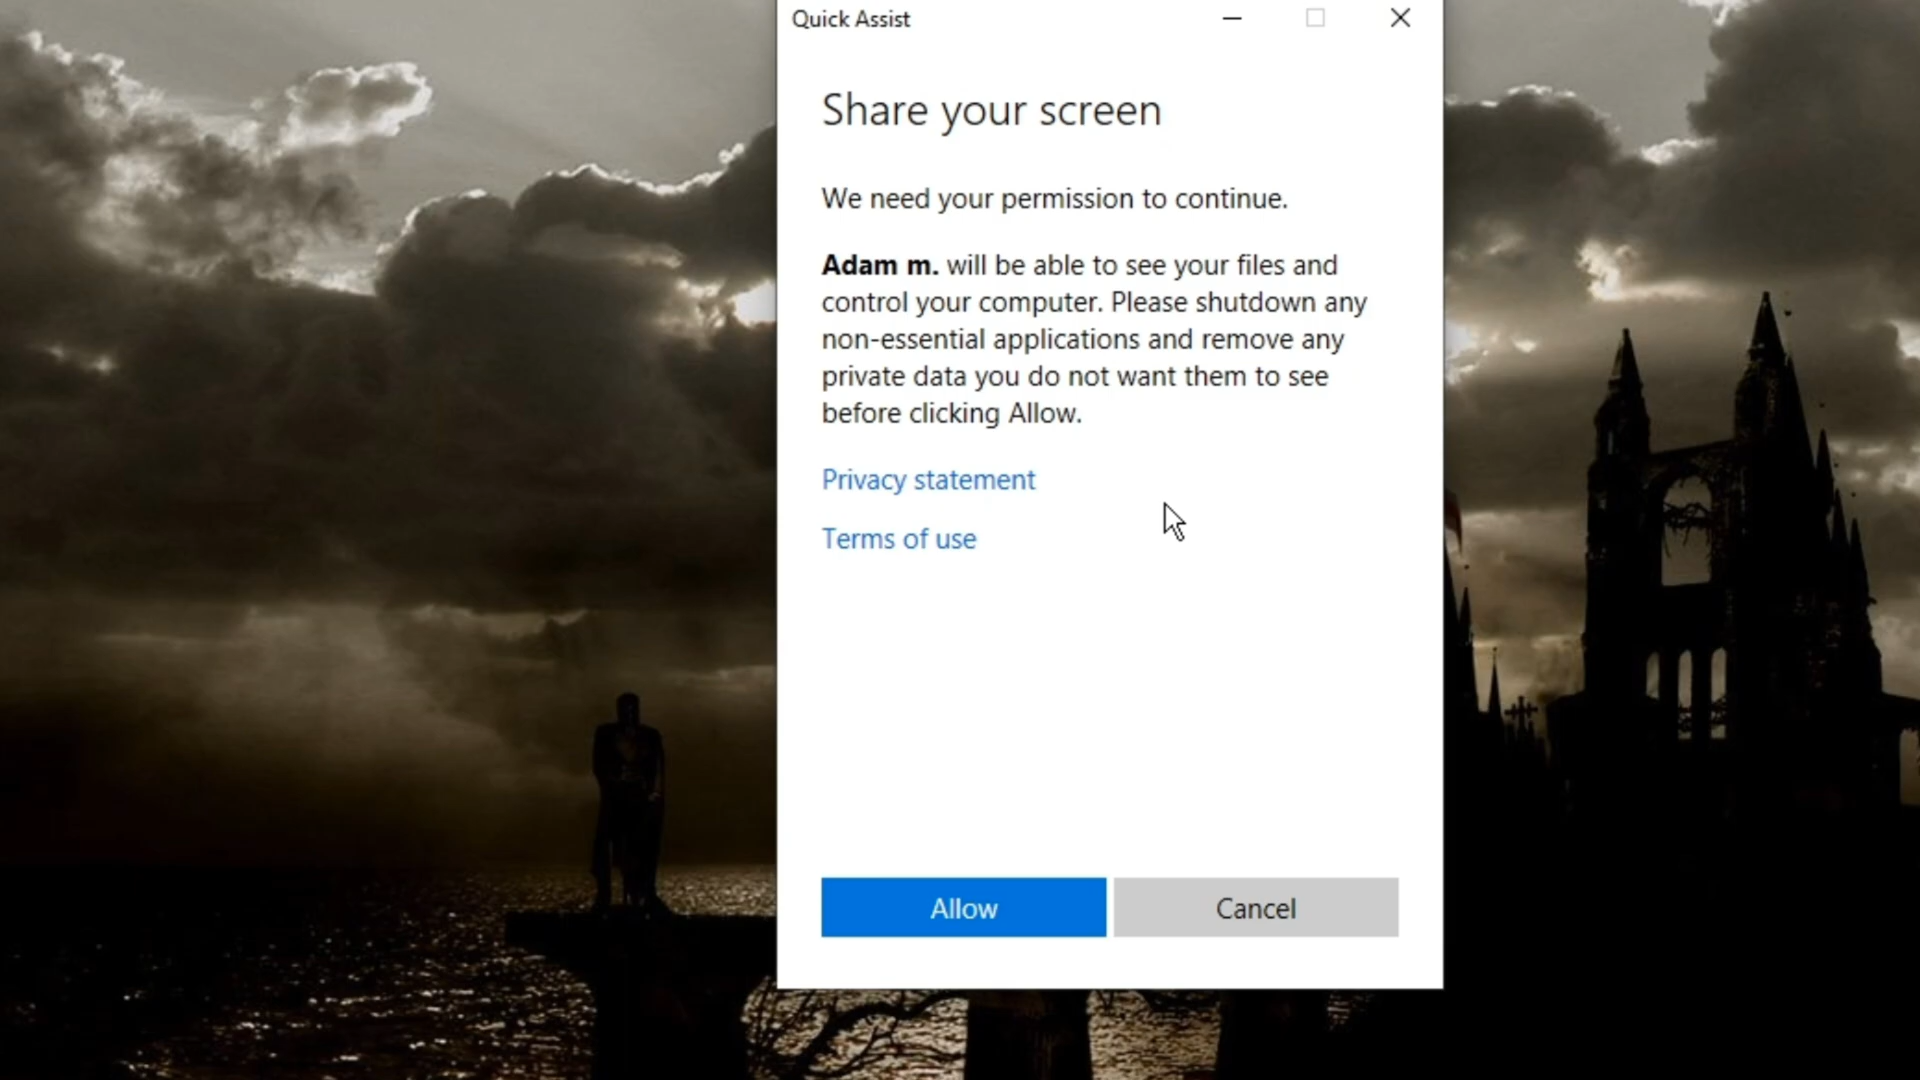 Quick Assist
Share your screen
We need your permission to continue.
Adam m. will be able to see your files and
control your computer. Please shutdown any
non-essential applications and remove any
private data you do not want them to see
before clicking Allow.
Privacy statement
Terms of use
Allow
Cancel